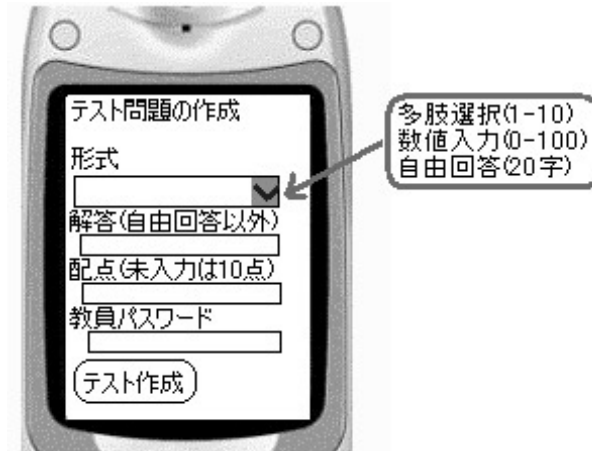 テスト問題の作成
形式
解答(自由回答以外)
配点(未入力は10点)
教員パスワード
テスト作成
多肢選択(1-10)
数値入力(0-100)
自由回答(20字)